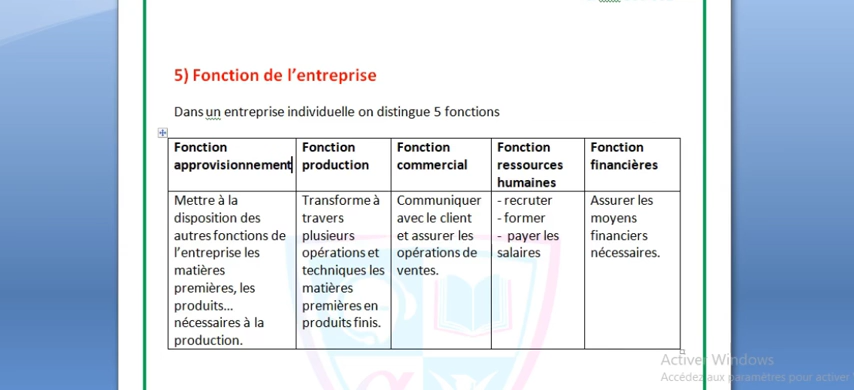 5) Fonction de l'entreprise
Dans un entreprise individuelle on distingue 5 fonctions
Fonction
approvisionnement
Fonction
production
Fonction
commercial
Fonction
ressources
humaines
Fonction
financières
Mettre à la
disposition des
autres fonctions de
l'entreprise les
matières
premières, les
produits...
nécessaires à la
production.
Transforme à
travers
plusieurs
opérations et
techniques les
matières
premières en
produits finis.
Communiquer
avec le client
et assurer les
opérations de
ventes.
- recruter
- former
- payer les
salaires
Assurer les
moyens
financiers
nécessaires.
Activer Windows
Accédez aux paramètres pour activer